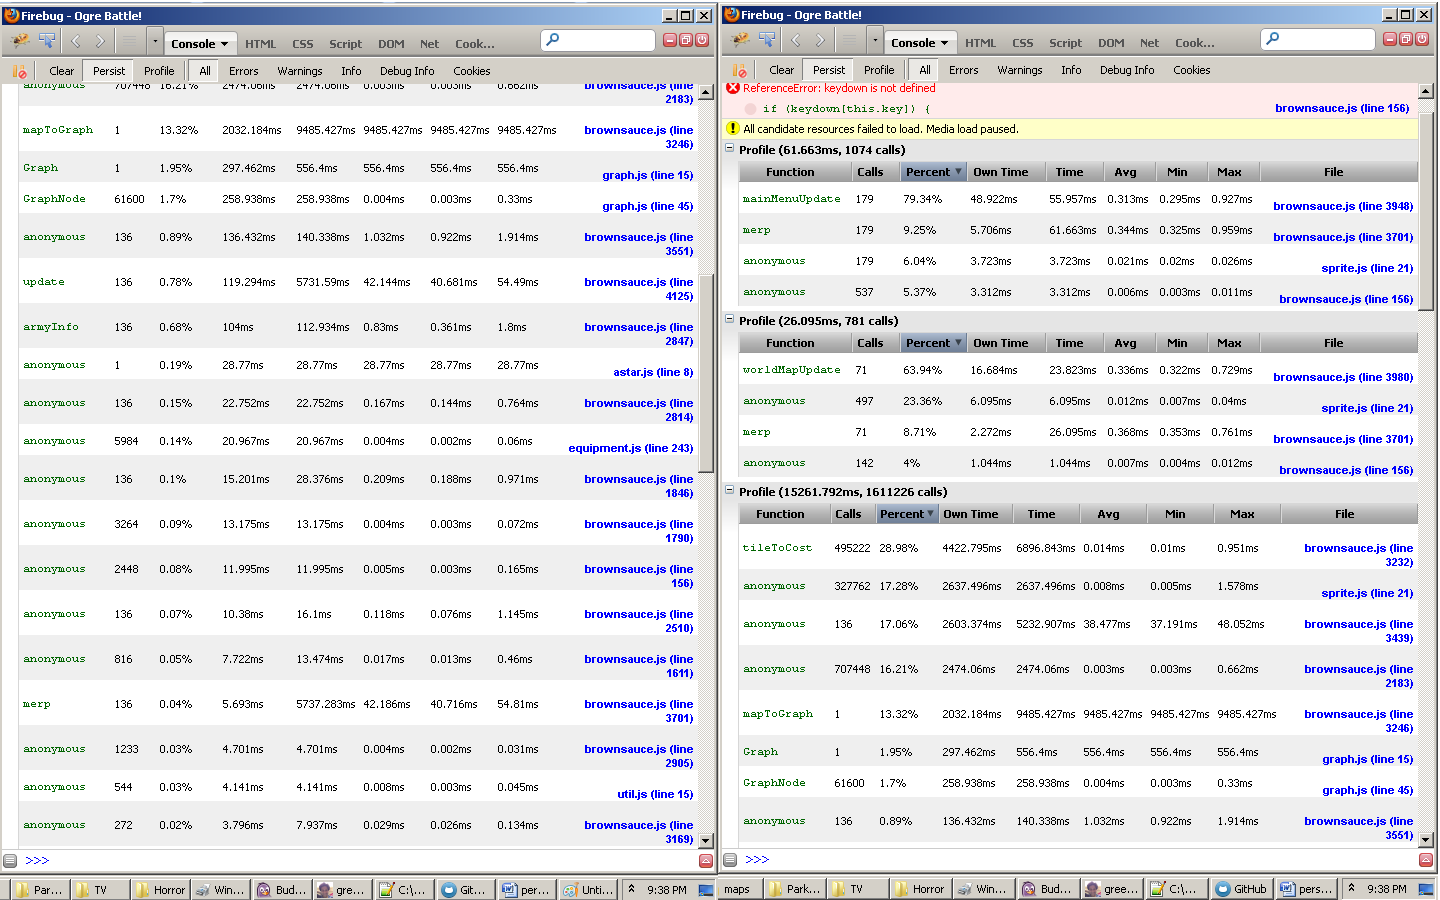 Firebug - Ogre Battle!
Console HTML CSS Script DOM Net Cook...
Clear Persist Profile All Errors Warnings Info Debug Info Cookies
anonymous 707448 16.21% 2474.06ms 2474.06ms 0.003ms 0.003ms 0.662ms brownsauce.js (line
2183)
mapToGraph 1 13.32% 2032.184ms 9485.427ms 9485.427ms 9485.427ms 9485.427ms brownsauce.js (line
3246)
Graph 1 1.95% 297.462ms 556.4ms 556.4ms 556.4ms 556.4ms graph.js (line 15)
GraphNode 61600 1.7% 258.938ms 258.938ms 0.004ms 0.003ms 0.33ms graph.js (line 45)
anonymous 136 0.89% 136.432ms 140.338ms 1.032ms 0.922ms 1.914ms brownsauce.js (line
3551)
update 136 0.78% 119.294ms 5731.59ms 42.144ms 40.681ms 54.49ms brownsauce.js (line
4125)
armyInfo 136 0.68% 104ms 112.934ms 0.83ms 0.361ms 1.8ms brownsauce.js (line
2847)
anonymous 1 0.19% 28.77ms 28.77ms 28.77ms 28.77ms 28.77ms astar.js (line 8)
anonymous 136 0.15% 22.752ms 22.752ms 0.167ms 0.144ms 0.764ms brownsauce.js (line
2814)
anonymous 5984 0.14% 20.967ms 20.967ms 0.004ms 0.002ms 0.06ms equipment.js (line 243)
anonymous 136 0.1% 15.201ms 28.376ms 0.209ms 0.188ms 0.971ms brownsauce.js (line
1846)
anonymous 3264 0.09% 13.175ms 13.175ms 0.004ms 0.003ms 0.072ms brownsauce.js (line
1790)
anonymous 2448 0.08% 11.995ms 11.995ms 0.005ms 0.003ms 0.165ms brownsauce.js (line
156)
anonymous 136 0.07% 10.38ms 16.1ms 0.118ms 0.076ms 1.145ms brownsauce.js (line
2510)
anonymous 816 0.05% 7.722ms 13.474ms 0.017ms 0.013ms 0.46ms brownsauce.js (line
1611)
merp 136 0.04% 5.693ms 5737.283ms 42.186ms 40.716ms 54.81ms brownsauce.js (line
3701)
anonymous 1233 0.03% 4.701ms 4.701ms 0.004ms 0.002ms 0.031ms brownsauce.js (line
2905)
anonymous 544 0.03% 4.141ms 4.141ms 0.008ms 0.003ms 0.045ms util.js (line 15)
anonymous 272 0.02% 3.796ms 7.937ms 0.029ms 0.026ms 0.134ms brownsauce.js (line
3169)
>>>
Par... TV Horror Win... Bud... gree... C:\... Git... per... Unti... 9:38 PM
Firebug - Ogre Battle!
Console HTML CSS Script DOM Net Cook...
Clear Persist Profile All Errors Warnings Info Debug Info Cookies
ReferenceError: keydown is not defined
if (keydown[this.key]) { brownsauce.js (line 156)
All candidate resources failed to load. Media load paused.
Profile (61.663ms, 1074 calls)
Function Calls Percent Own Time Time Avg Min Max File
mainMenuUpdate 179 79.34% 48.922ms 55.957ms 0.313ms 0.295ms 0.927ms brownsauce.js (line 3948)
merp 179 9.25% 5.706ms 61.663ms 0.344ms 0.325ms 0.959ms brownsauce.js (line 3701)
anonymous 179 6.04% 3.723ms 3.723ms 0.021ms 0.02ms 0.026ms sprite.js (line 21)
anonymous 537 5.37% 3.312ms 3.312ms 0.006ms 0.003ms 0.011ms brownsauce.js (line 156)
Profile (26.095ms, 781 calls)
Function Calls Percent Own Time Time Avg Min Max File
worldMapUpdate 71 63.94% 16.684ms 23.823ms 0.336ms 0.322ms 0.729ms brownsauce.js (line 3980)
anonymous 497 23.36% 6.095ms 6.095ms 0.012ms 0.007ms 0.04ms sprite.js (line 21)
merp 71 8.71% 2.272ms 26.095ms 0.368ms 0.353ms 0.761ms brownsauce.js (line 3701)
anonymous 142 4% 1.044ms 1.044ms 0.007ms 0.004ms 0.012ms brownsauce.js (line 156)
Profile (15261.792ms, 1611226 calls)
Function Calls Percent Own Time Time Avg Min Max File
tileToCost 495222 28.98% 4422.795ms 6896.843ms 0.014ms 0.01ms 0.951ms brownsauce.js (line
3232)
anonymous 327762 17.28% 2637.496ms 2637.496ms 0.008ms 0.005ms 1.578ms sprite.js (line 21)
anonymous 136 17.06% 2603.374ms 5232.907ms 38.477ms 37.191ms 48.052ms brownsauce.js (line
3439)
anonymous 707448 16.21% 2474.06ms 2474.06ms 0.003ms 0.003ms 0.662ms brownsauce.js (line
2183)
mapToGraph 1 13.32% 2032.184ms 9485.427ms 9485.427ms 9485.427ms 9485.427ms brownsauce.js (line
3246)
Graph 1 1.95% 297.462ms 556.4ms 556.4ms 556.4ms 556.4ms graph.js (line 15)
GraphNode 61600 1.7% 258.938ms 258.938ms 0.004ms 0.003ms 0.33ms graph.js (line 45)
anonymous 136 0.89% 136.432ms 140.338ms 1.032ms 0.922ms 1.914ms brownsauce.js (line
3551)
>>>
maps Park... TV Horror Win... Bud... gree... C:\... GitHub pers... 9:38 PM